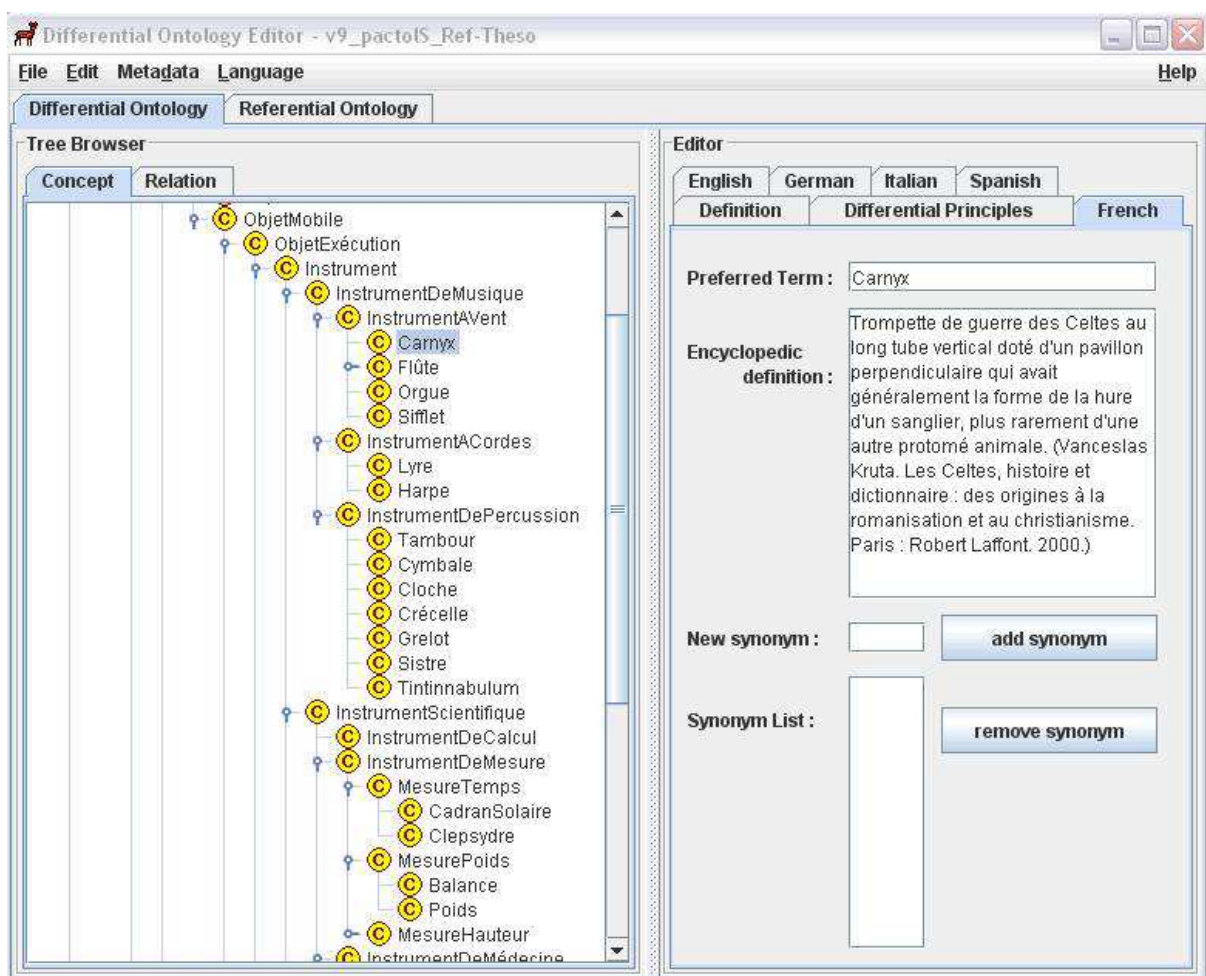 Differential Ontology Editor - v9_pactolS_Ref-Theso
File Edit Metadata Language Help
Differential Ontology Referential Ontology
Tree Browser
Concept Relation
C ObjetMobile
C ObjetExécution
C Instrument
C InstrumentDeMusique
C InstrumentAVent
C Carnyx
C Flûte
C Orgue
C Sifflet
C InstrumentACordes
C Lyre
C Harpe
C InstrumentDePercussion
C Tambour
C Cymbale
C Cloche
C Crécelle
C Grelot
C Sistre
C Tintinnabulum
C InstrumentScientifique
C InstrumentDeCalcul
C InstrumentDeMesure
C MesureTemps
C CadranSolaire
C Clepsydre
C MesurePoids
C Balance
C Poids
C MesureHauteur
C InstrumentDeMédecine
Editor
English German Italian Spanish
Definition Differential Principles French
Preferred Term : Carnyx
Encyclopedic
definition :
Trompette de guerre des Celtes au
long tube vertical doté d'un pavillon
perpendiculaire qui avait
généralement la forme de la hure
d'un sanglier, plus rarement d'une
autre protomé animale. (Vanceslas
Kruta. Les Celtes, histoire et
dictionnaire : des origines à la
romanisation et au christianisme.
Paris : Robert Laffont. 2000.)
New synonym : add synonym
Synonym List : remove synonym